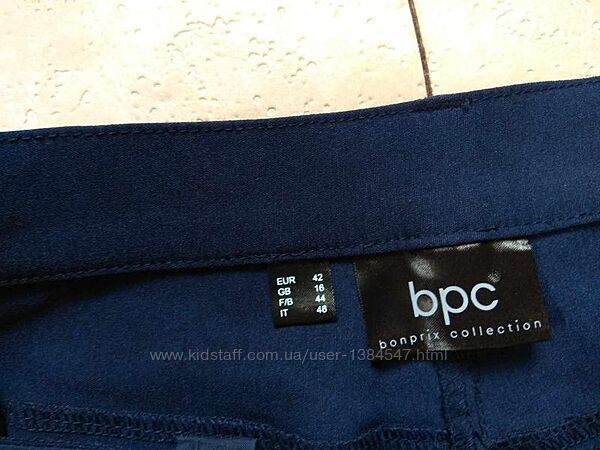 EUR 42
GB 16
F/B 44
IT 48
bpc
bonprix collection
www.kidstaff.com.ua/user-1384547.html